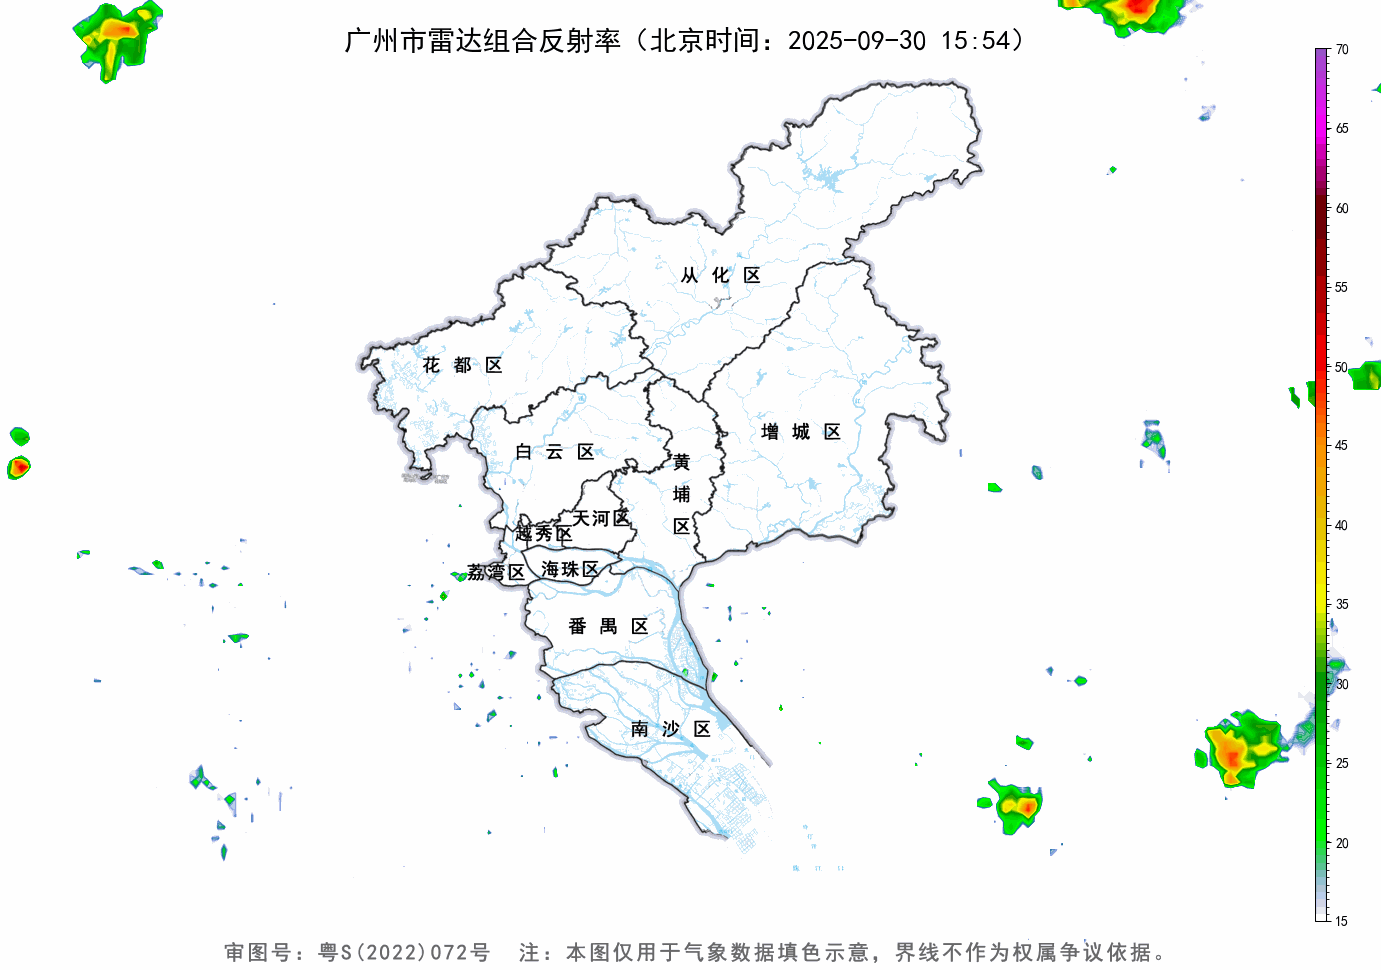 广州市雷达组合反射率（北京时间：2025-09-30 15:54）
70
65
60
55
50
45
40
35
30
25
20
15
从化区
花都区
增城区
白云区
黄埔区
天河区
越秀区
荔湾区
海珠区
番禺区
南沙区
审图号：粤S(2022)072号 注：本图仅用于气象数据填色示意，界线不作为权属争议依据。